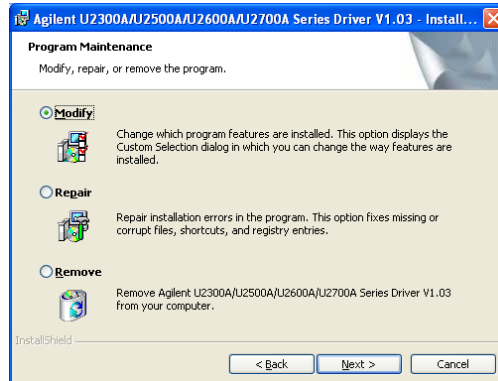 Agilent U2300A/U2500A/U2600A/U2700A Series Driver V1.03 - Install...
Program Maintenance
Modify, repair, or remove the program.
Modify
Change which program features are installed. This option displays the
Custom Selection dialog in which you can change the way features are
installed.
Repair
Repair installation errors in the program. This option fixes missing or
corrupt files, shortcuts, and registry entries.
Remove
Remove Agilent U2300A/U2500A/U2600A/U2700A Series Driver V1.03
from your computer.
InstallShield
< Back Next > Cancel